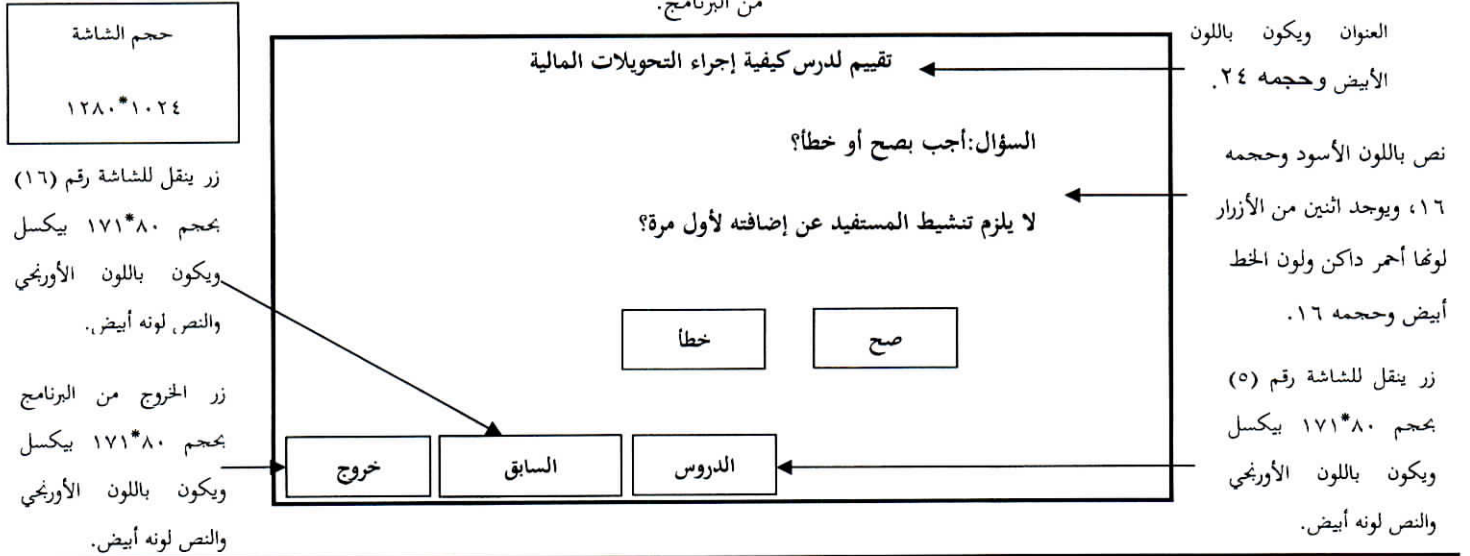 من البرنامج.
العنوان ويكون باللون
الأبيض وحجمه ٢٤.
نص باللون الأسود وحجمه
١٦، ويوجد اثنين من الأزرار
لونها أحمر داكن ولون الخط
أبيض وحجمه ١٦.
زر ينقل للشاشة رقم (٥)
بحجم ٨٠*١٧١ بيكسل
ويكون باللون الأورنجي
والنص لونه أبيض.
تقييم لدرس كيفية إجراء التحويلات المالية
السؤال:أجب بصح أو خطأ؟
لا يلزم تنشيط المستفيد عن إضافته لأول مرة؟
صح
خطأ
الدروس
السابق
خروج
حجم الشاشة
١٠٢٤*١٢٨٠
زر ينقل للشاشة رقم (١٦)
بحجم ٨٠*١٧١ بيكسل
ويكون باللون الأورنجي
والنص لونه أبيض.
زر الخروج من البرنامج
بحجم ٨٠*١٧١ بيكسل
ويكون باللون الأورنجي
والنص لونه أبيض.